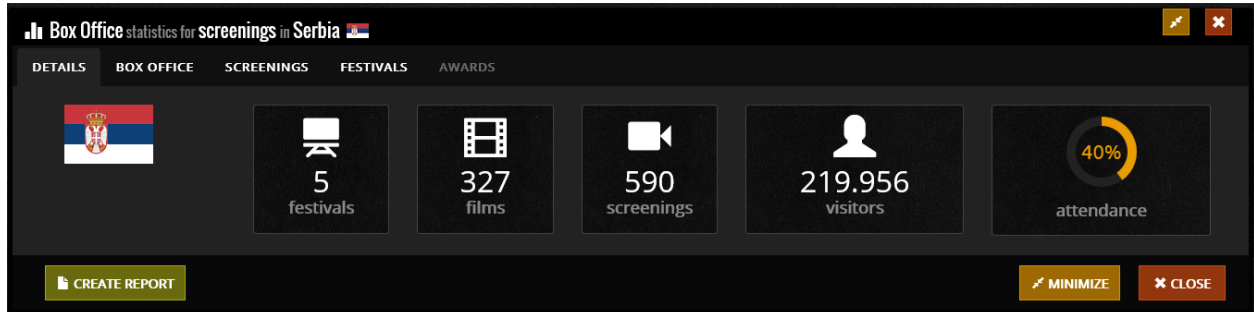 Box Office statistics for screenings in Serbia
DETAILS BOX OFFICE SCREENINGS FESTIVALS AWARDS
5 327 590 219.956 40%
festivals films screenings visitors attendance
CREATE REPORT MINIMIZE CLOSE